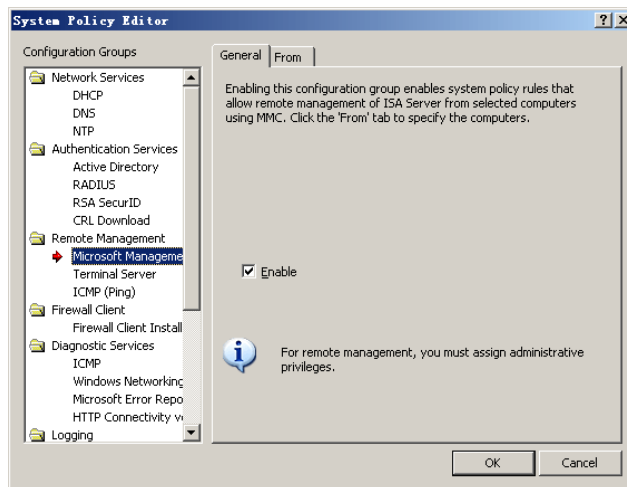 System Policy Editor
Configuration Groups
Network Services
DHCP
DNS
NTP
Authentication Services
Active Directory
RADIUS
RSA SecurID
CRL Download
Remote Management
Microsoft Manageme
Terminal Server
ICMP (Ping)
Firewall Client
Firewall Client Install
Diagnostic Services
ICMP
Windows Networking
Microsoft Error Repo
HTTP Connectivity v
Logging
General
From
Enabling this configuration group enables system policy rules that
allow remote management of ISA Server from selected computers
using MMC. Click the 'From' tab to specify the computers.
Enable
For remote management, you must assign administrative
privileges.
OK
Cancel